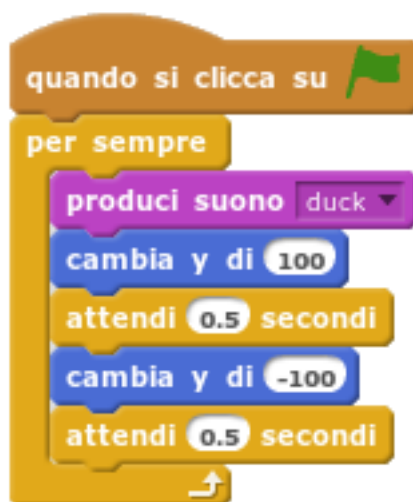 quando si clicca su
per sempre
produci suono duck
cambia y di 100
attendi 0.5 secondi
cambia y di -100
attendi 0.5 secondi